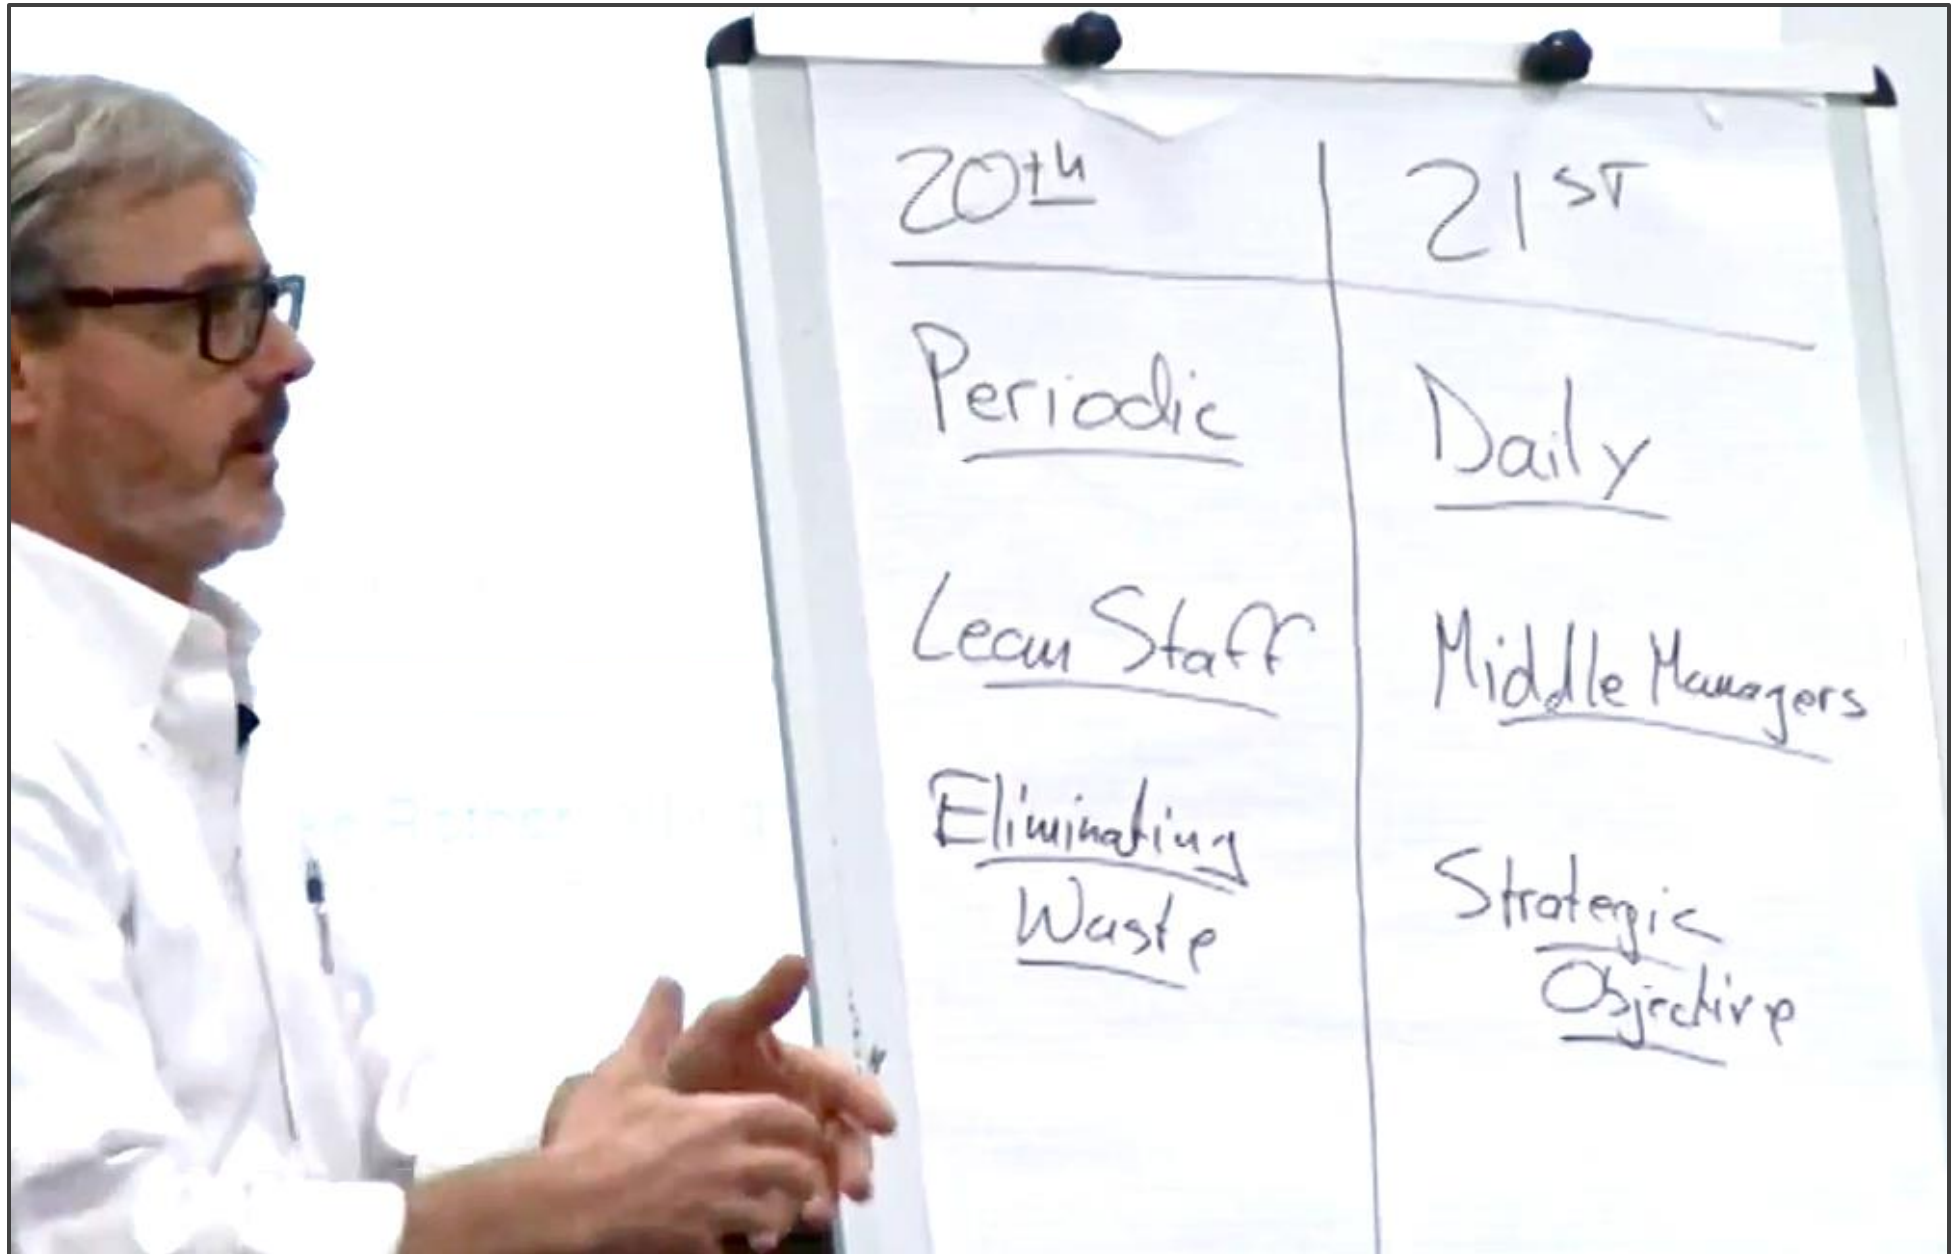 20th 21ST
Periodic Daily
Lean Staff Middle Managers
Eliminating
Waste
Strategic
Objective